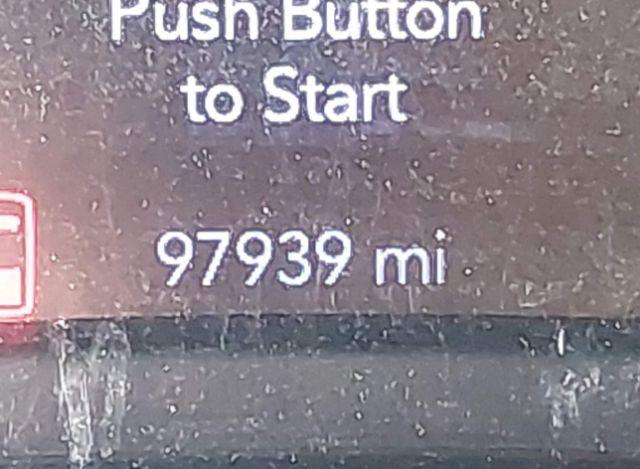 Push Button
to Start
97939 mi